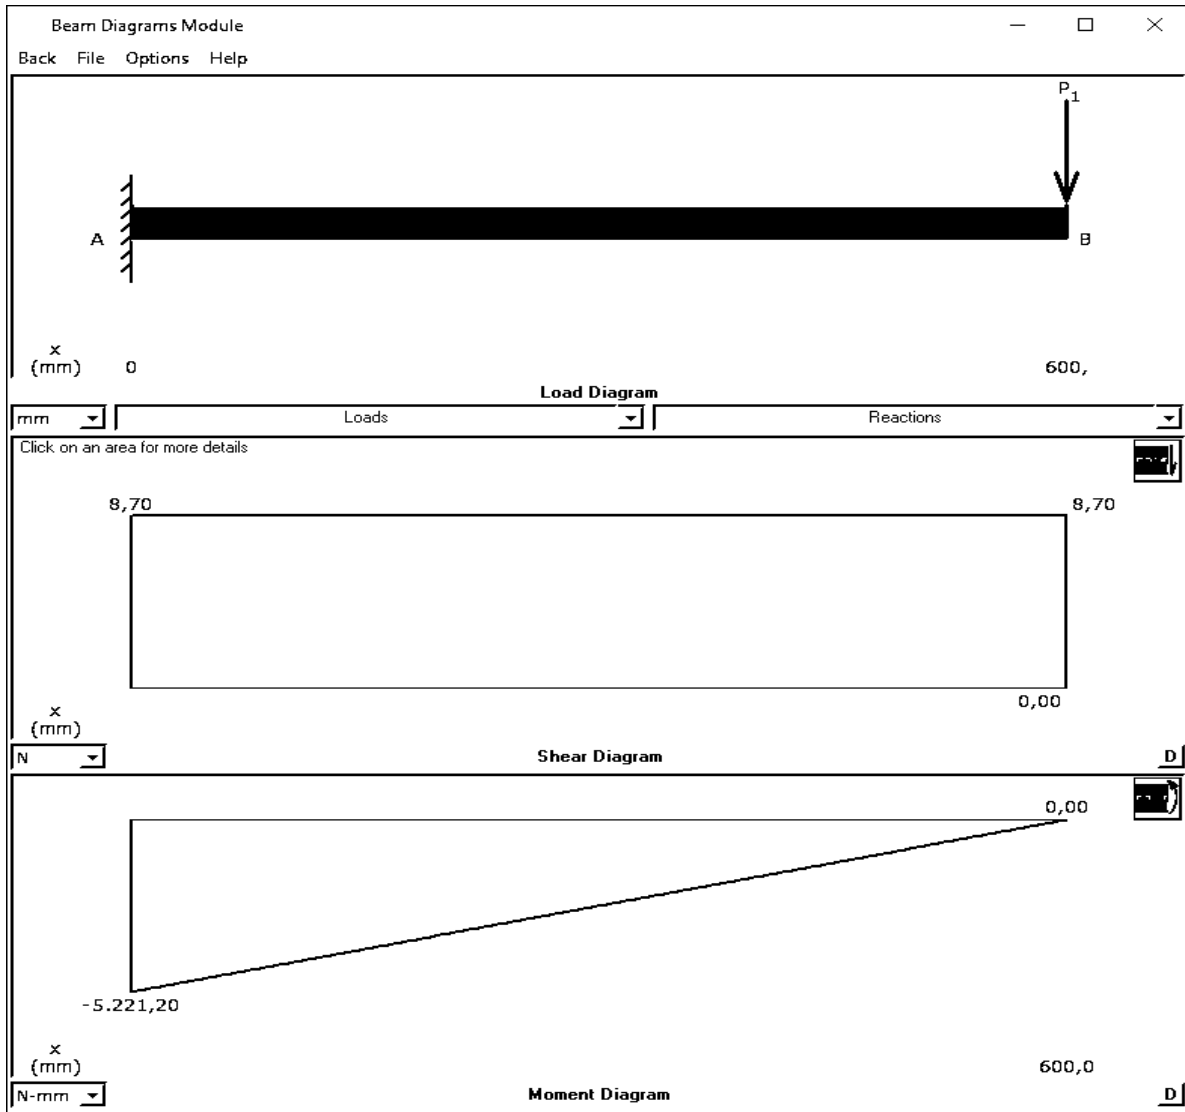 Beam Diagrams Module
Back File Options Help
P1
A
B
x
(mm) 0 600,
Load Diagram
mm Loads Reactions
Click on an area for more details
8,70 8,70
0,00
x
(mm)
N Shear Diagram D
0,00
-5.221,20
x
(mm) 600,0
N-mm Moment Diagram D